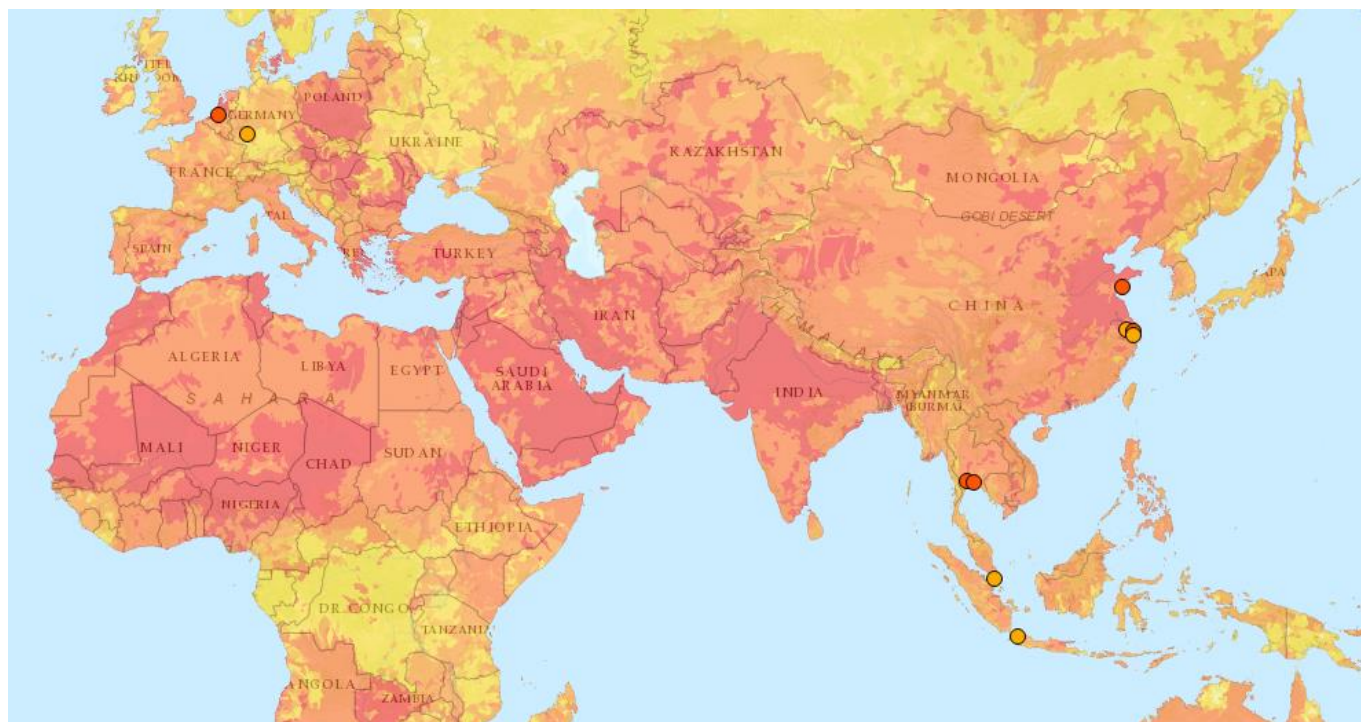 POLAND
GERMANY
UKRAINE
FRANCE
KAZAKHSTAN
MONGOLIA
GOBI DESERT
SPAIN
TURKEY
CHINA
IRAN
HIMALAYA
ALGERIA
LIBYA
EGYPT
SAUDI
ARABIA
INDIA
MYANMAR
(BURMA)
SAHARA
MALI
NIGER
CHAD
SUDAN
NIGERIA
ETHIOPIA
DR. CONGO
TANZANIA
ANGOLA
ZAMBIA